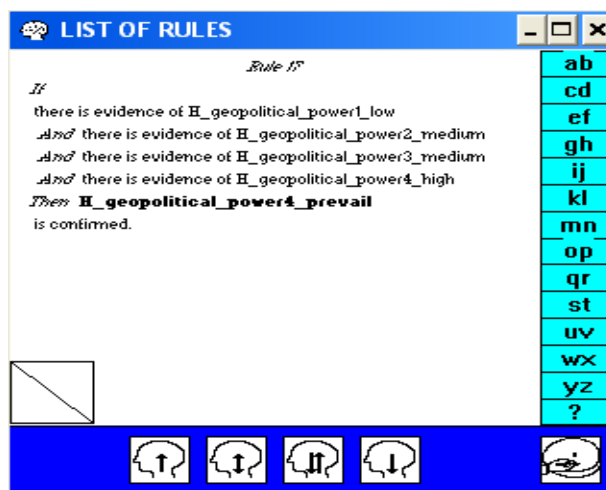 LIST OF RULES
Rule 17
If
there is evidence of H_geopolitical_power1_low
And there is evidence of H_geopolitical_power2_medium
And there is evidence of H_geopolitical_power3_medium
And there is evidence of H_geopolitical_power4_high
Then H_geopolitical_power4_prevail
is confirmed.
ab
cd
ef
gh
ij
kl
mn
op
qr
st
uv
wx
yz
?